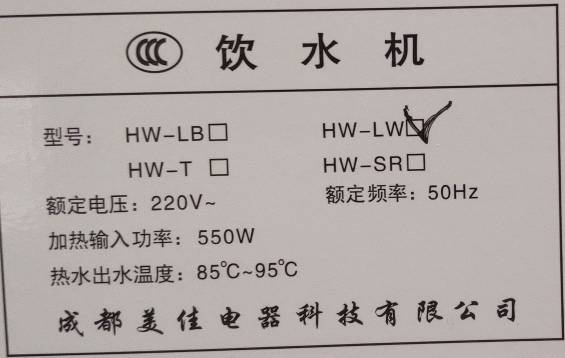 CCC 饮水机
型号: HW-LB□ HW-LW☑
HW-T □ HW-SR□
额定电压: 220V~ 额定频率: 50Hz
加热输入功率: 550W
热水出水温度: 85℃~95℃
成都美佳电器科技有限公司